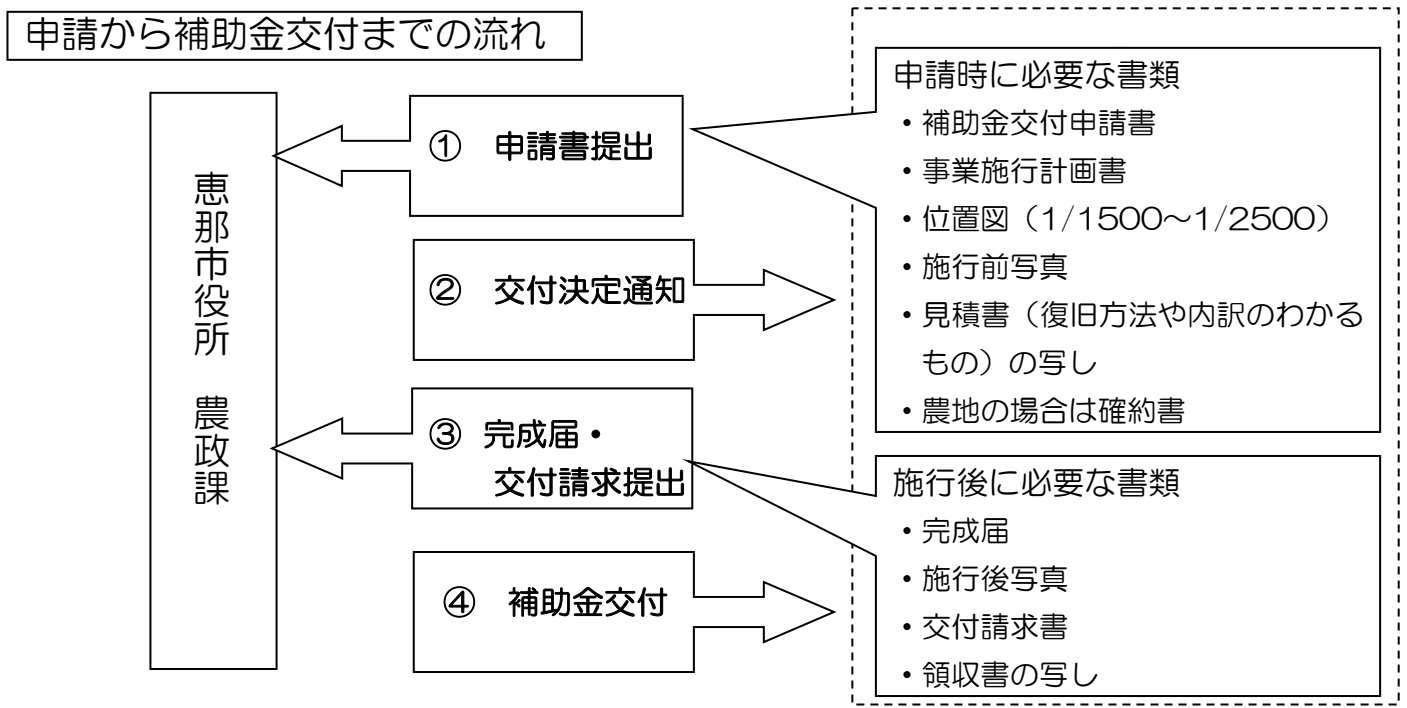 申請から補助金交付までの流れ
恵那市役所　農政課
①　申請書提出
②　交付決定通知
③ 完成届・
交付請求提出
④　補助金交付
申請時に必要な書類
・補助金交付申請書
・事業施行計画書
・位置図（1/1500～1/2500）
・施行前写真
・見積書（復旧方法や内訳のわかる
もの）の写し
・農地の場合は確約書
施行後に必要な書類
・完成届
・施行後写真
・交付請求書
・領収書の写し